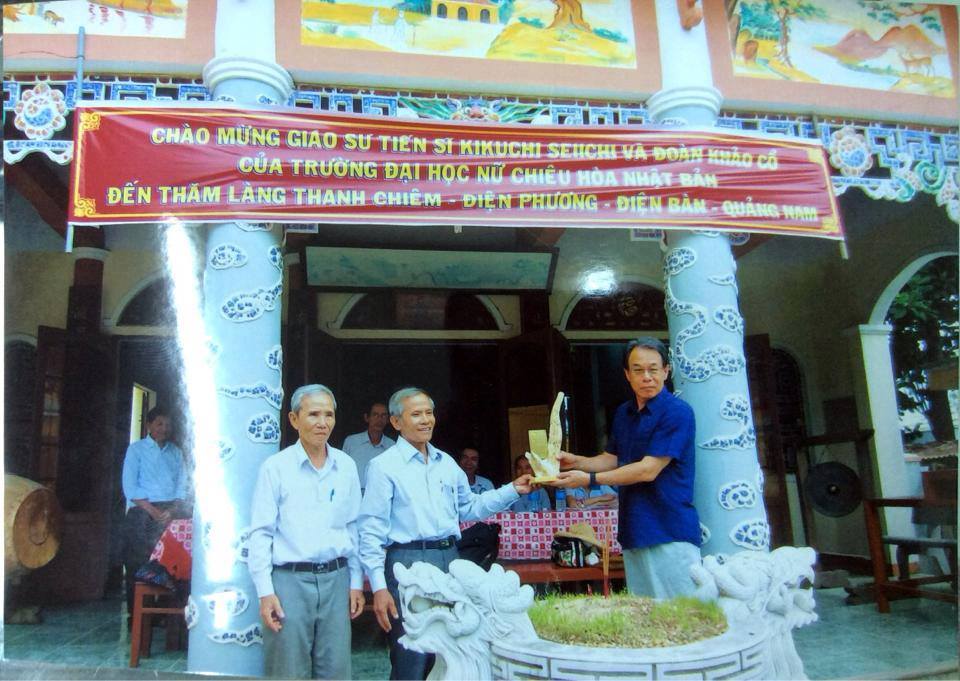 CHÀO MỪNG GIÁO SƯ TIẾN SĨ KIKUCHI SEIICHI VÀ ĐOÀN KHẢO CỔ
CỦA TRƯỜNG ĐẠI HỌC NỮ CHIÊU HÒA NHẬT BẢN
ĐẾN THĂM LÀNG THANH CHIÊM - ĐIỆN PHƯƠNG - ĐIỆN BÀN - QUẢNG NAM